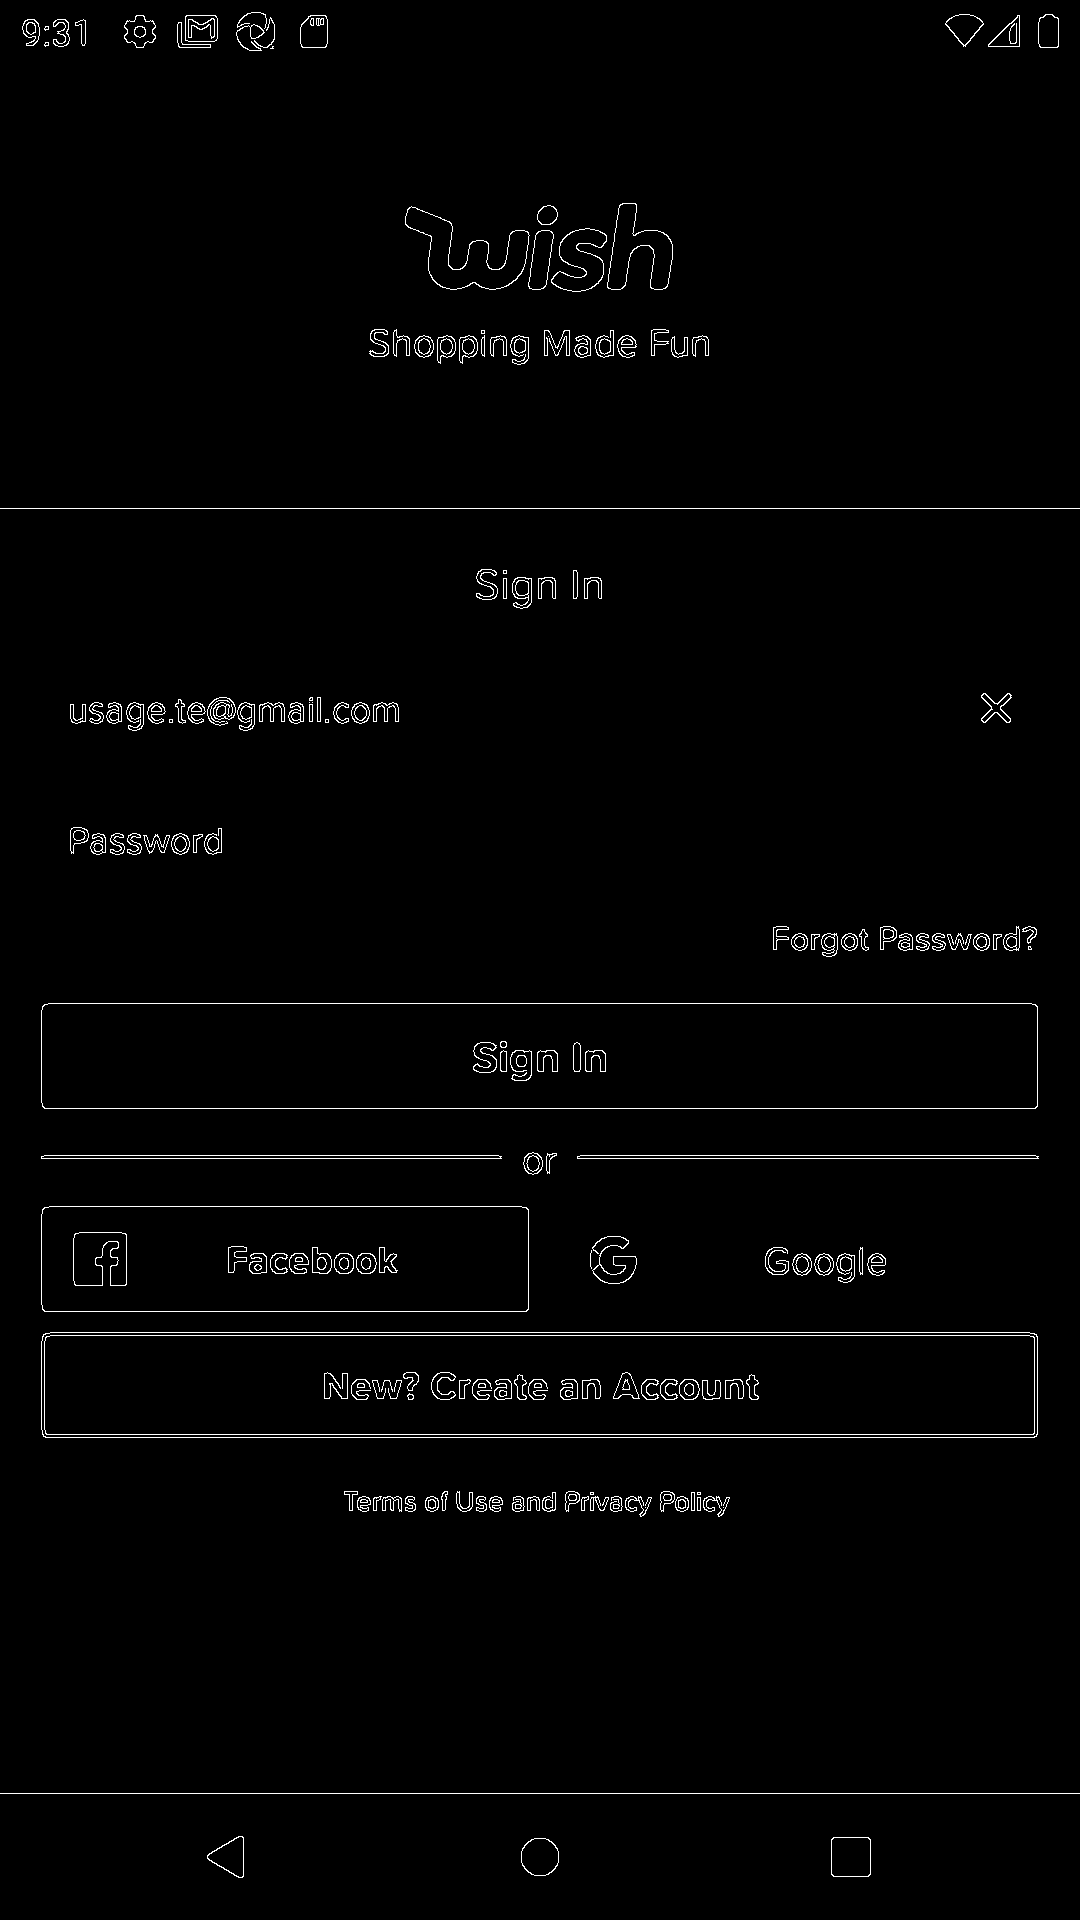 9:31
wish
Shopping Made Fun
Sign In
usage.te@gmail.com
Password
Forgot Password?
Sign In
or
Facebook
Google
New? Create an Account
Terms of Use and Privacy Policy